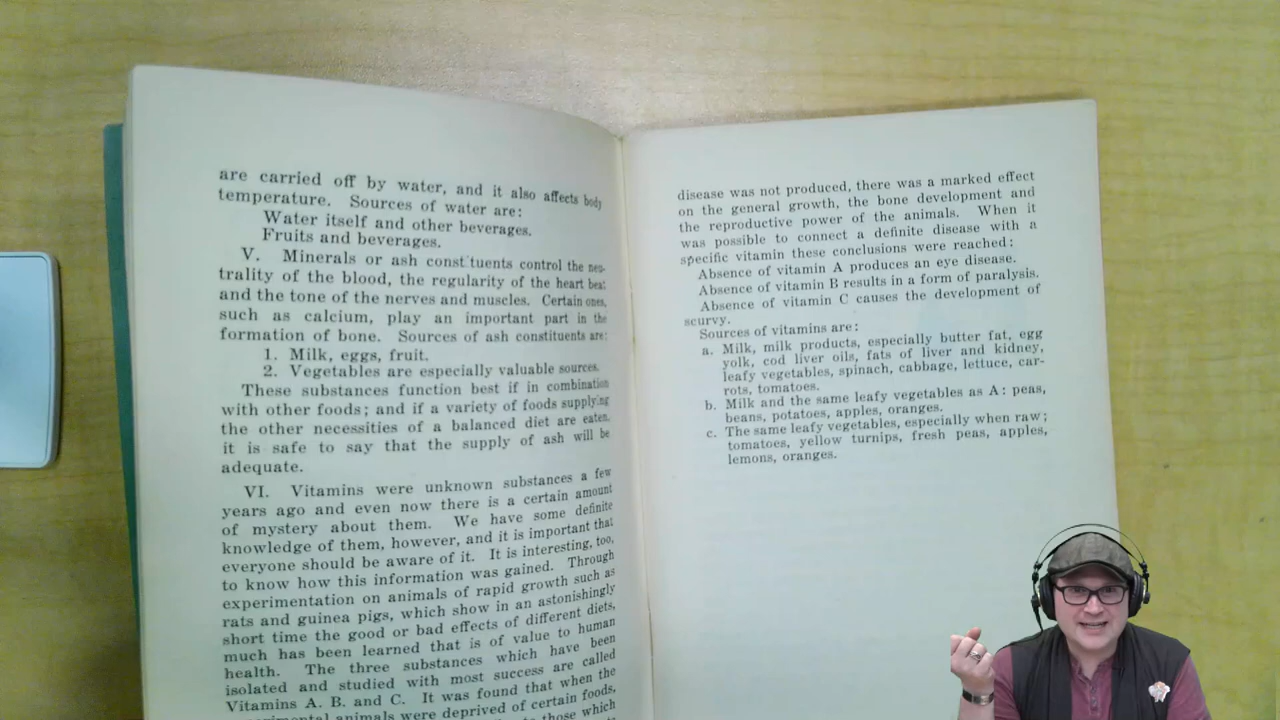 are carried off by water, and it also affects body
temperature. Sources of water are:
Water itself and other beverages.
Fruits and beverages.
V. Minerals or ash const tuents control the neu-
trality of the blood, the regularity of the heart beat
and the tone of the nerves and muscles. Certain ones,
such as calcium, play an important part in the
formation of bone. Sources of ash constituents are:
1. Milk, eggs, fruit.
2. Vegetables are especially valuable sources.
These substances function best if in combination
with other foods; and if a variety of foods supplying
the other necessities of a balanced diet are eaten,
it is safe to say that the supply of ash will be
adequate.
VI. Vitamins were unknown substances a few
years ago and even now there is a certain amount
of mystery about them. We have some definite
knowledge of them, however, and it is important that
everyone should be aware of it. It is interesting, too,
to know how this information was gained. Through
experimentation on animals of rapid growth such as
rats and guinea pigs, which show in an astonishingly
short time the good or bad effects of different diets,
much has been learned that is of value to human
health. The three substances which have been
isolated and studied with most success are called
Vitamins A. B. and C. It was found that when the
animals were deprived of certain foods,
those which
disease was not produced, there was a marked effect
on the general growth, the bone development and
the reproductive power of the animals. When it
was possible to connect a definite disease with a
specific vitamin these conclusions were reached:
Absence of vitamin A produces an eye disease.
Absence of vitamin B results in a form of paralysis.
Absence of vitamin C causes the development of
scurvy.
Sources of vitamins are:
a. Milk, milk products, especially butter fat, egg
yolk, cod liver oils, fats of liver and kidney,
leafy vegetables, spinach, cabbage, lettuce, car-
rots, tomatoes.
b. Milk and the same leafy vegetables as A: peas,
beans, potatoes, apples, oranges.
c. The same leafy vegetables, especially when raw;
tomatoes, yellow turnips, fresh peas, apples,
lemons, oranges.